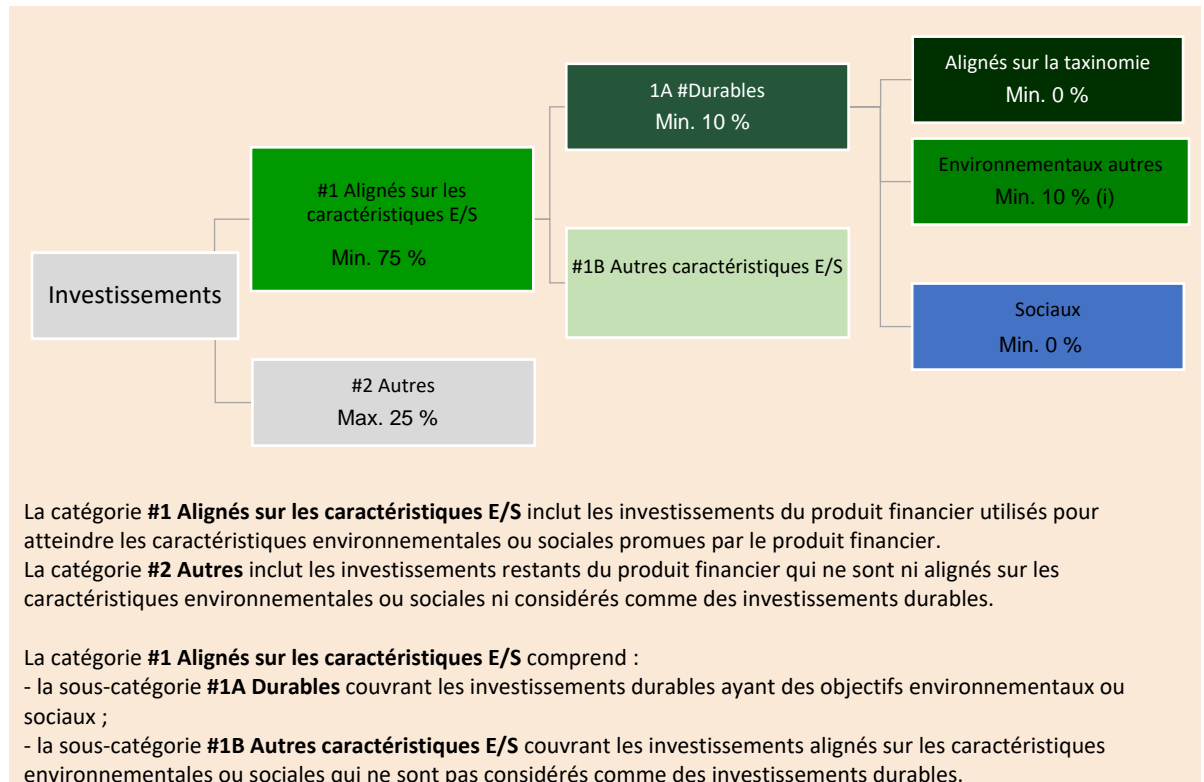 Investissements
#1 Alignés sur les
caractéristiques E/S
Min. 75 %
#2 Autres
Max. 25 %
1A #Durables
Min. 10 %
#1B Autres caractéristiques E/S
Alignés sur la taxinomie
Min. 0 %
Environnementaux autres
Min. 10 % (i)
Sociaux
Min. 0 %
La catégorie #1 Alignés sur les caractéristiques E/S inclut les investissements du produit financier utilisés pour
atteindre les caractéristiques environnementales ou sociales promues par le produit financier.
La catégorie #2 Autres inclut les investissements restants du produit financier qui ne sont ni alignés sur les
caractéristiques environnementales ou sociales ni considérés comme des investissements durables.
La catégorie #1 Alignés sur les caractéristiques E/S comprend :
- la sous-catégorie #1A Durables couvrant les investissements durables ayant des objectifs environnementaux ou
sociaux ;
- la sous-catégorie #1B Autres caractéristiques E/S couvrant les investissements alignés sur les caractéristiques
environnementales ou sociales qui ne sont pas considérés comme des investissements durables.